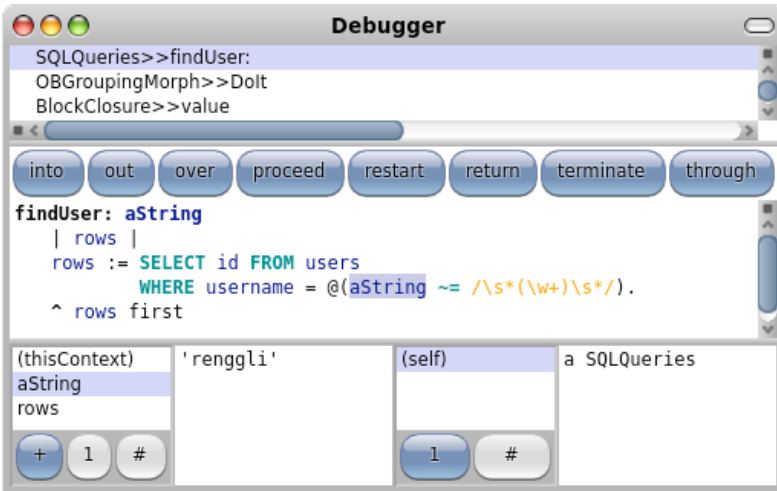 Debugger
SQLQueries>>findUser:
OBGroupingMorph>>DoIt
BlockClosure>>value
into out over proceed restart return terminate through
findUser: aString
| rows |
rows := SELECT id FROM users
WHERE username = @(aString ~= /\s*(\w+)\s*/).
^ rows first
(thisContext) 'renggli' (self) a SQLQueries
aString
rows
+ 1 # 1 #